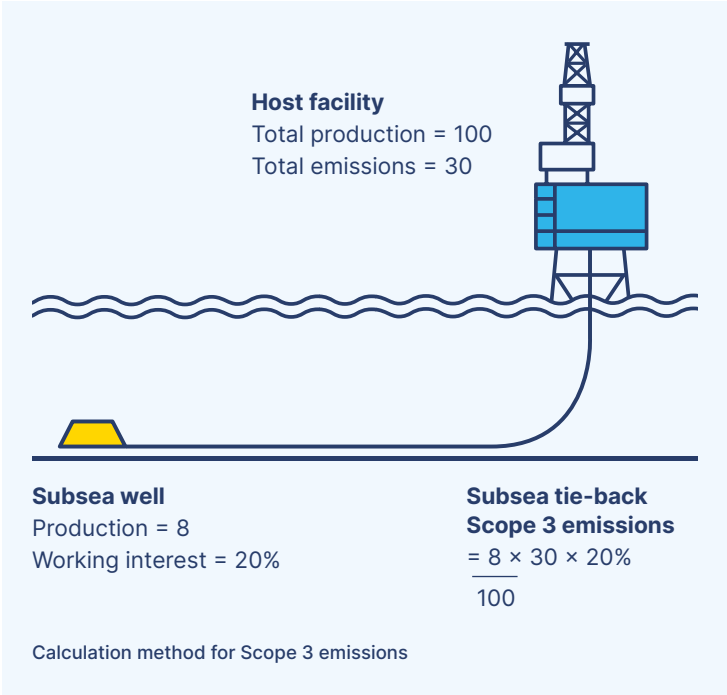 Host facility
Total production = 100
Total emissions = 30
Subsea well
Production = 8
Working interest = 20%
Subsea tie-back
Scope 3 emissions
= 8 × 30 × 20%
100
Calculation method for Scope 3 emissions